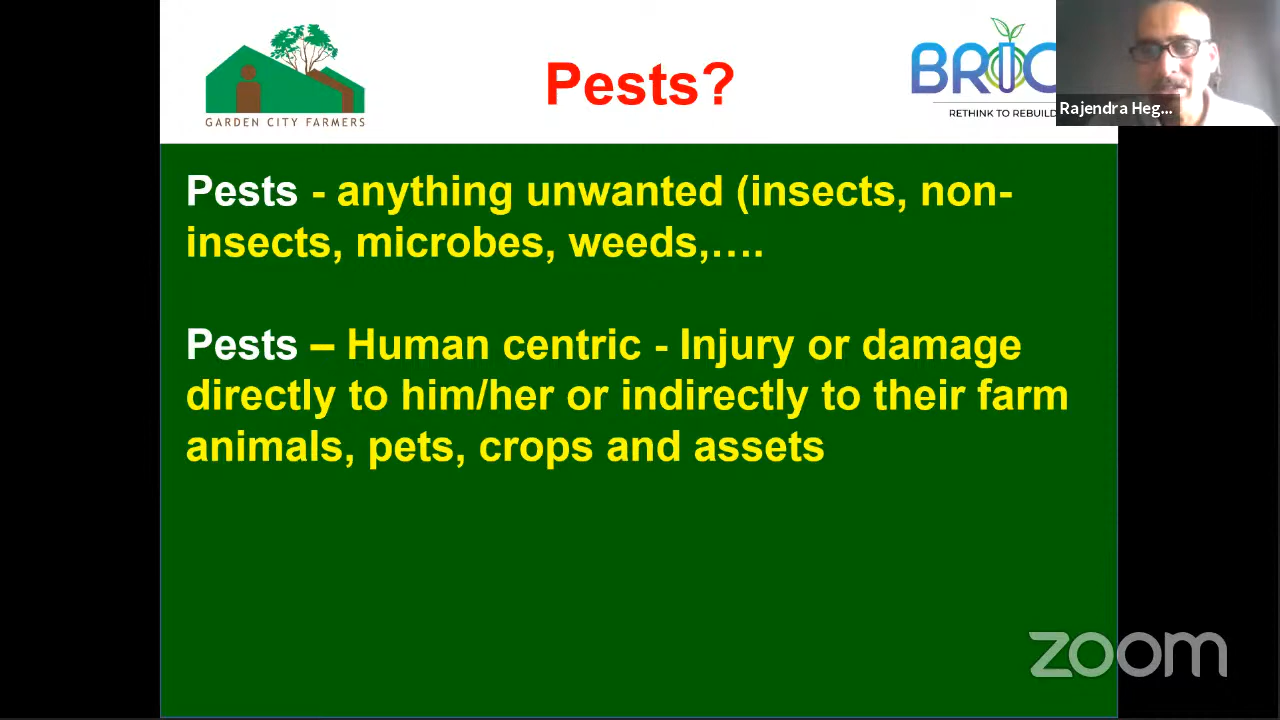 Pests?
GARDEN CITY FARMERS
BRIC
RETHINK TO REBUILD
Rajendra Heg...
Pests - anything unwanted (insects, non-
insects, microbes, weeds,....
Pests – Human centric - Injury or damage
directly to him/her or indirectly to their farm
animals, pets, crops and assets
zoom